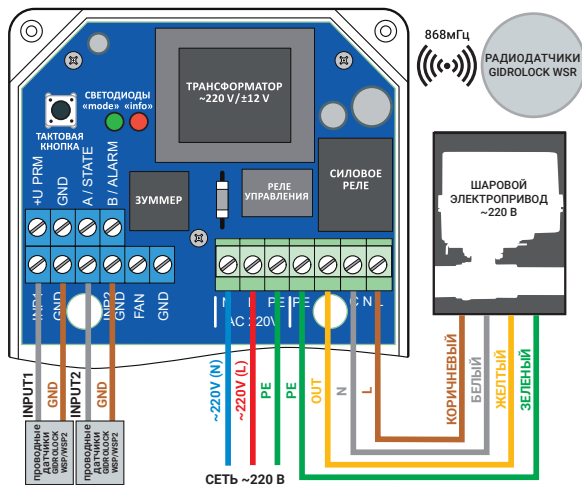 868мГц
РАДИОДАТЧИКИ
GIDROLOCK WSR
ТРАНСФОРМАТОР
~220 V/±12 V
СВЕТОДИОДЫ
«mode» «info»
ТАКТОВАЯ
КНОПКА
+U PRM
GND
A / STATE
B / ALARM
ЗУММЕР
РЕЛЕ
УПРАВЛЕНИЯ
СИЛОВОЕ
РЕЛЕ
ШАРОВОЙ
ЭЛЕКТРОПРИВОД
~220 В
GND
INP2
GND
FAN
GND
N
L
PE
PE
C
N
L
AC 220V
INPUT1
GND
INPUT2
GND
~220V (N)
~220V (L)
PE
PE
OUT
N
L
КОРИЧНЕВЫЙ
БЕЛЫЙ
ЖЕЛТЫЙ
ЗЕЛЕНЫЙ
проводные
датчики
GIDROLOCK
WSP/WSP2
проводные
датчики
GIDROLOCK
WSP/WSP2
СЕТЬ ~220 В